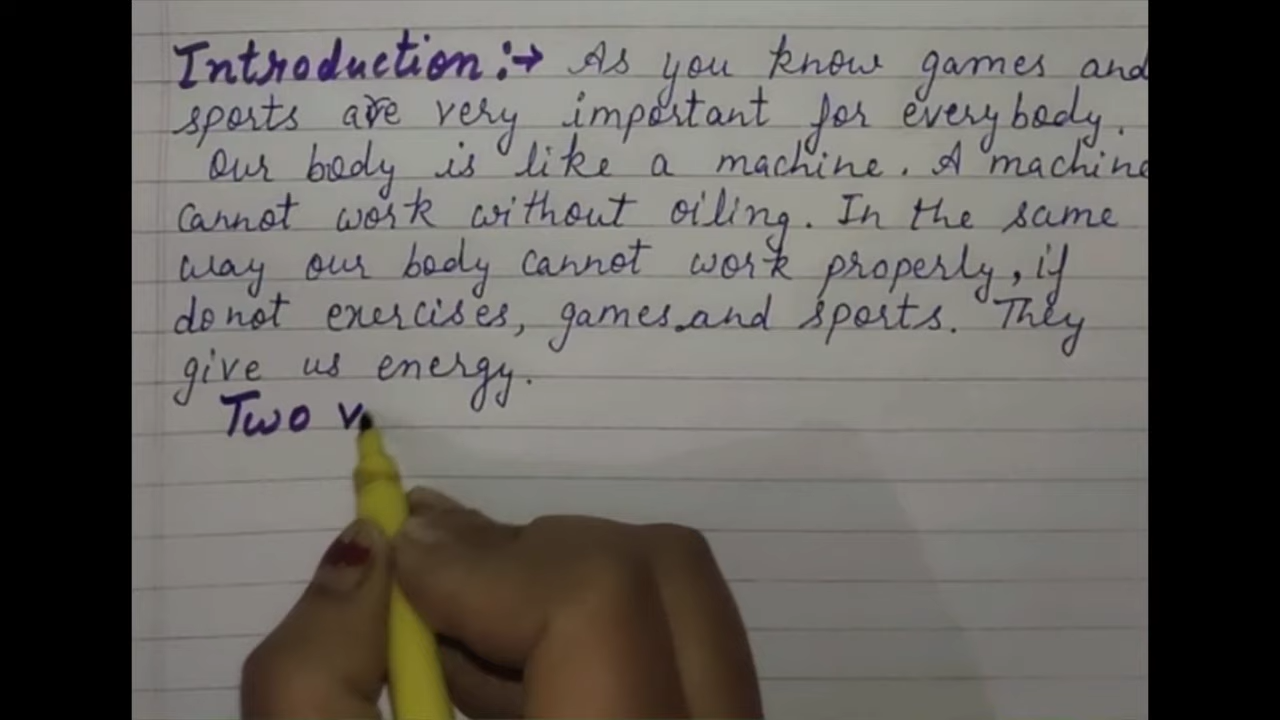 Introduction:→ As you know games and
sports are very important for everybody.
Our body is like a machine. A machine
cannot work without oiling. In the same
way our body cannot work properly, if
do not exercises, games and sports. They
give us energy.
Two v